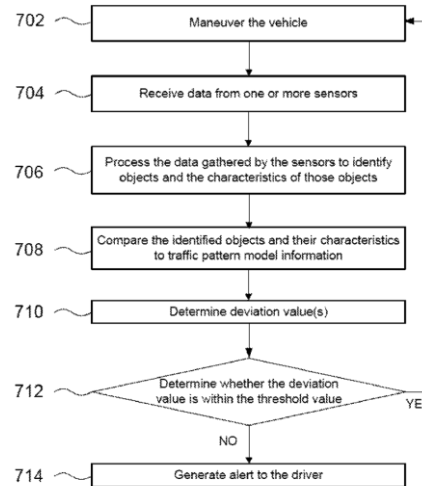 702
Maneuver the vehicle
704
Receive data from one or more sensors
706
Process the data gathered by the sensors to identify
objects and the characteristics of those objects
708
Compare the identified objects and their characteristics
to traffic pattern model information
710
Determine deviation value(s)
712
Determine whether the deviation
value is within the threshold value
YE
NO
714
Generate alert to the driver